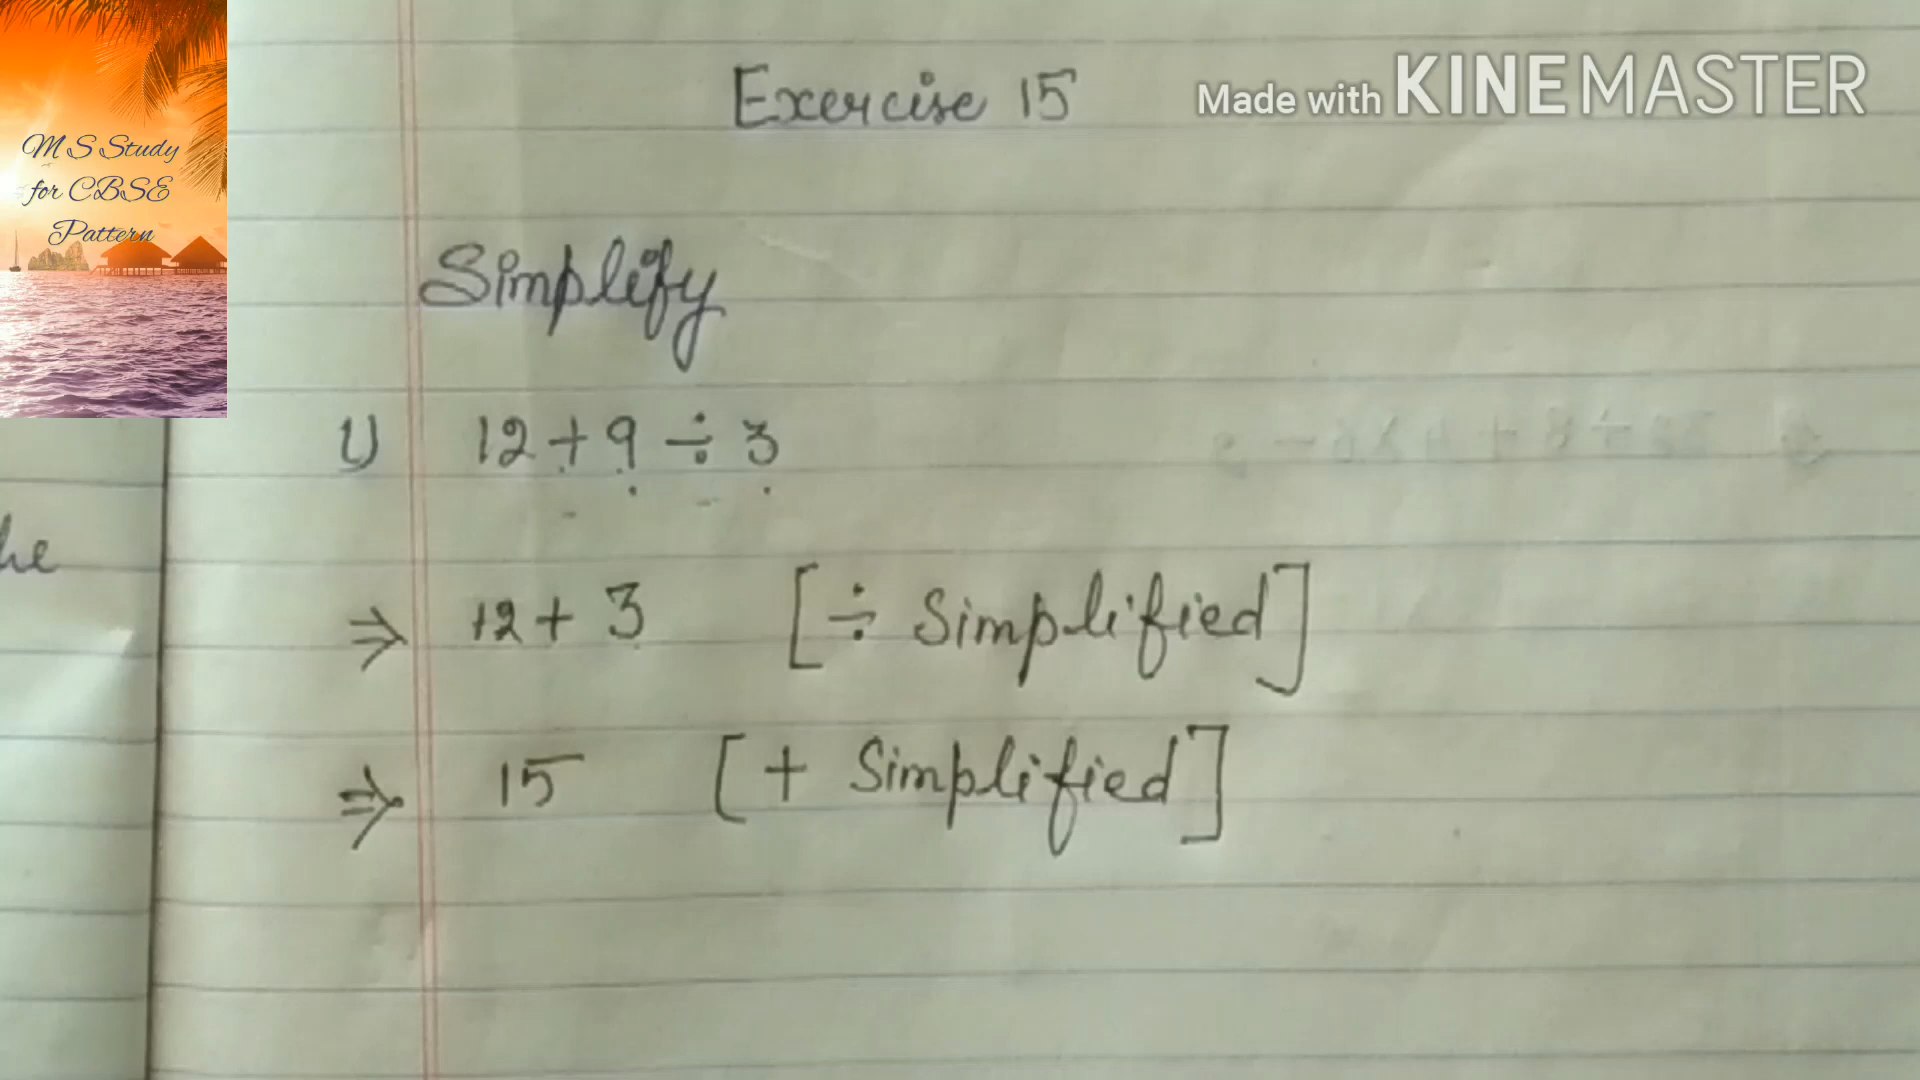 Exercise 15
Made with KINEMASTER
M S Study
for CBSE
Pattern
Simplify
1) 12 + 9 ÷ 3
he
⇒ 12 + 3 [÷ Simplified]
⇒ 15 [+ Simplified]